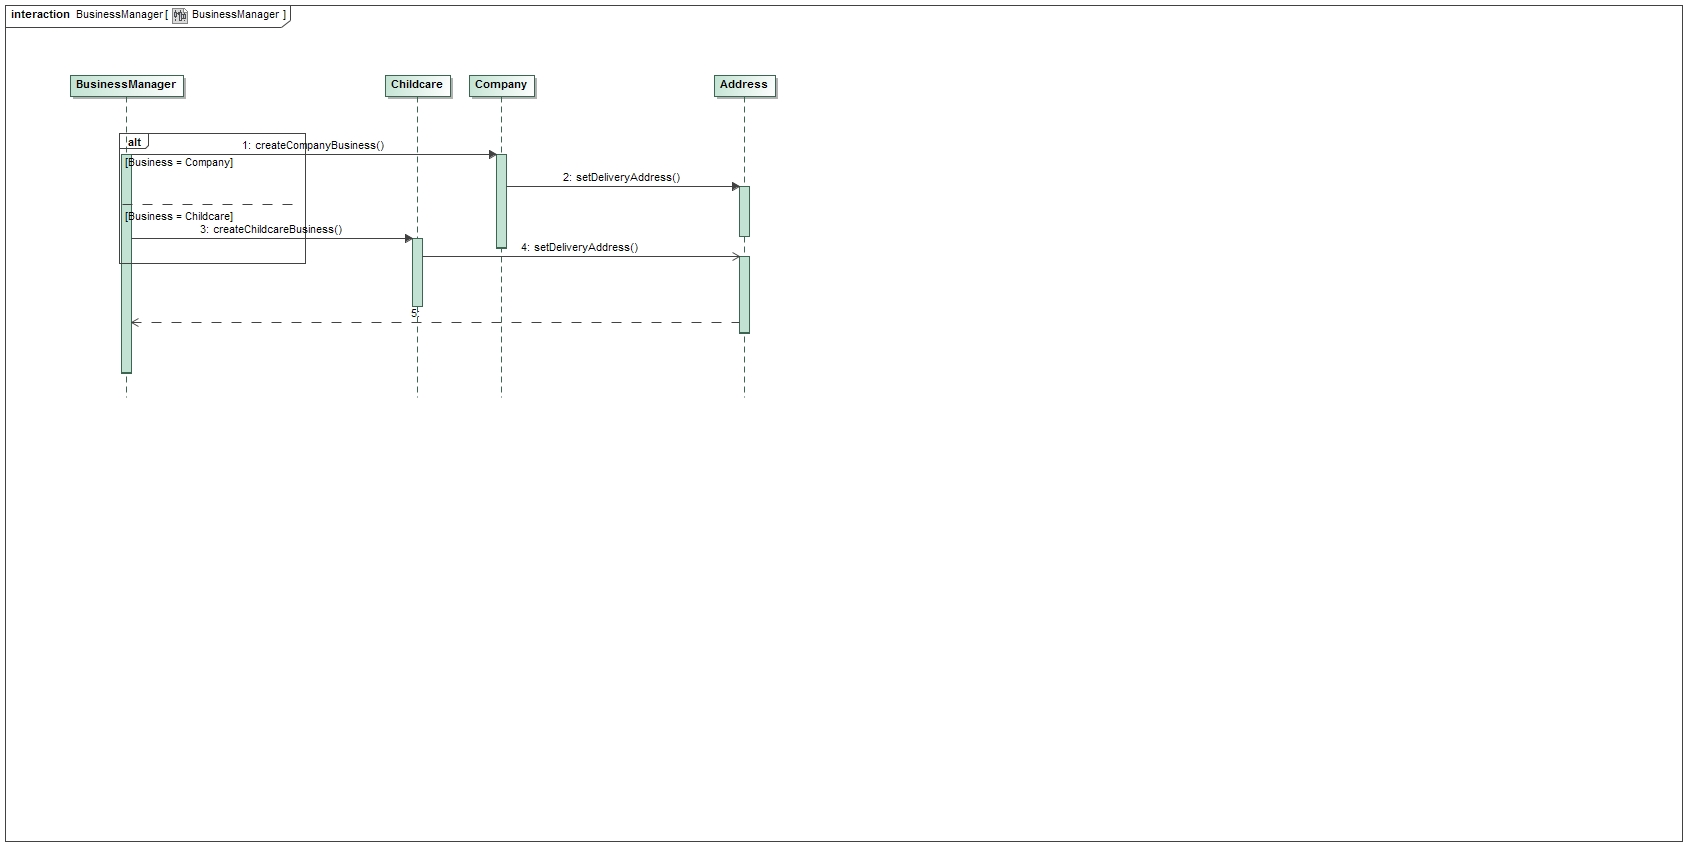 interaction BusinessManager [ BusinessManager ]
BusinessManager
Childcare
Company
Address
alt
1: createCompanyBusiness()
[Business = Company]
2: setDeliveryAddress()
[Business = Childcare]
3: createChildcareBusiness()
4: setDeliveryAddress()
5: